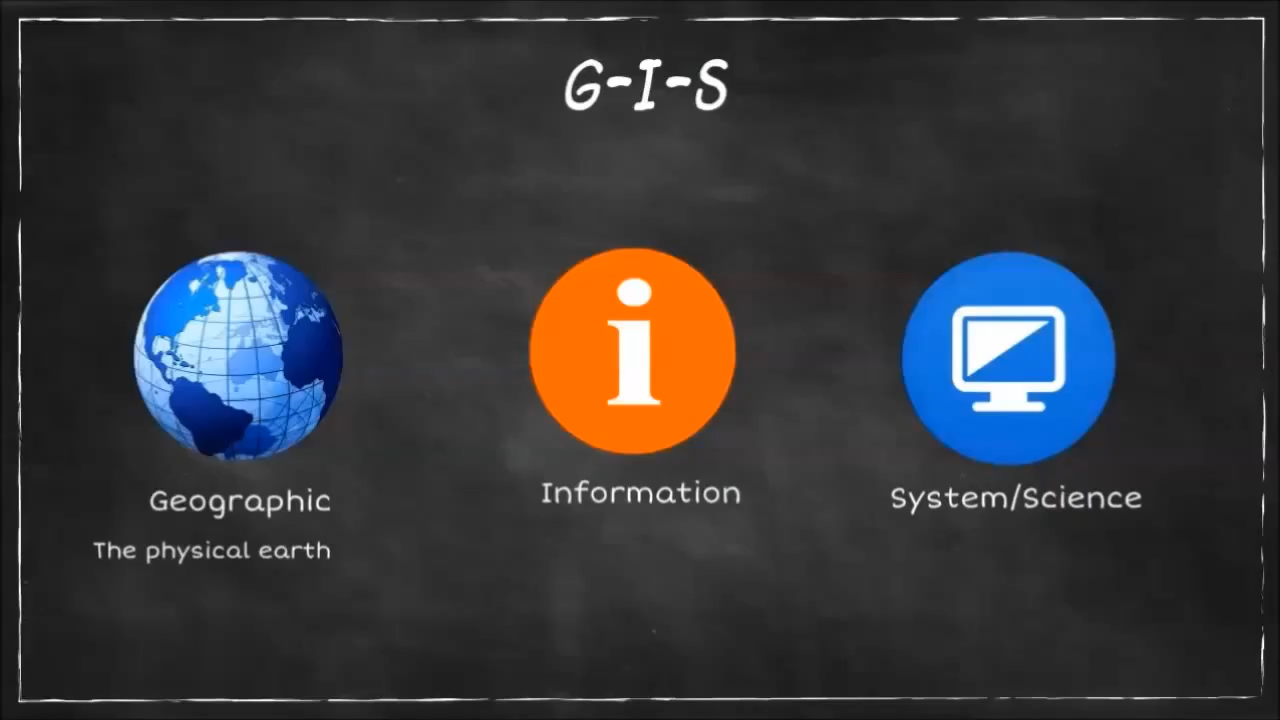 G-I-S
i
Geographic
Information
System/Science
The physical earth